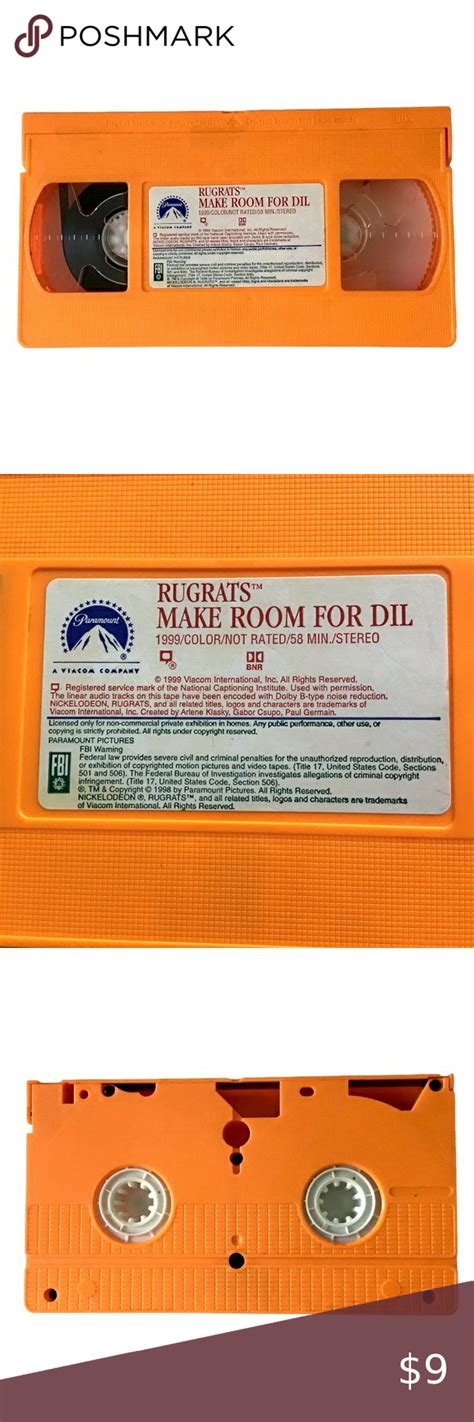 POSHMARK
RUGRATS™
MAKE ROOM FOR DIL
1999/COLOR/NOT RATED/58 MIN./STEREO
Paramount
A VIACOM COMPANY
RUGRATS™
MAKE ROOM FOR DIL
1999/COLOR/NOT RATED/58 MIN./STEREO
Paramount
A VIACOM COMPANY
®
BNR
© 1999 Viacom International, Inc. All Rights Reserved.
Registered service mark of the National Captioning Institute. Used with permission.
The linear audio tracks on this tape have been encoded with Dolby B-type noise reduction.
NICKELODEON, RUGRATS, and all related titles, logos and characters are trademarks of
Viacom International, Inc. Created by Arlene Klasky, Gabor Csupo, Paul Germain.
Licensed only for non-commercial private exhibition in homes. Any public performance, other use, or
copying is strictly prohibited. All rights under copyright reserved.
PARAMOUNT PICTURES
FBI Warning
FBI
Federal law provides severe civil and criminal penalties for the unauthorized reproduction, distribution,
or exhibition of copyrighted motion pictures and video tapes. (Title 17, United States Code, Sections
501 and 506). The Federal Bureau of Investigation investigates allegations of criminal copyright
infringement. (Title 17, United States Code, Section 506).
®, TM & Copyright © 1998 by Paramount Pictures. All Rights Reserved.
NICKELODEON ®, RUGRATS™, and all related titles, logos and characters are trademarks
of Viacom International. All Rights Reserved.
$9